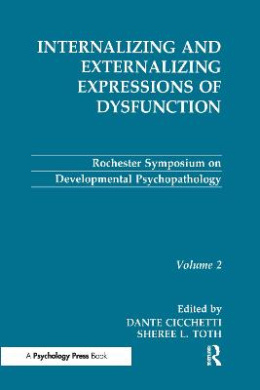 INTERNALIZING AND
EXTERNALIZING
EXPRESSIONS OF
DYSFUNCTION
Rochester Symposium on
Developmental Psychopathology
Volume 2
Edited by
DANTE CICCHETTI
SHEREE L. TOTH
A Psychology Press Book
R